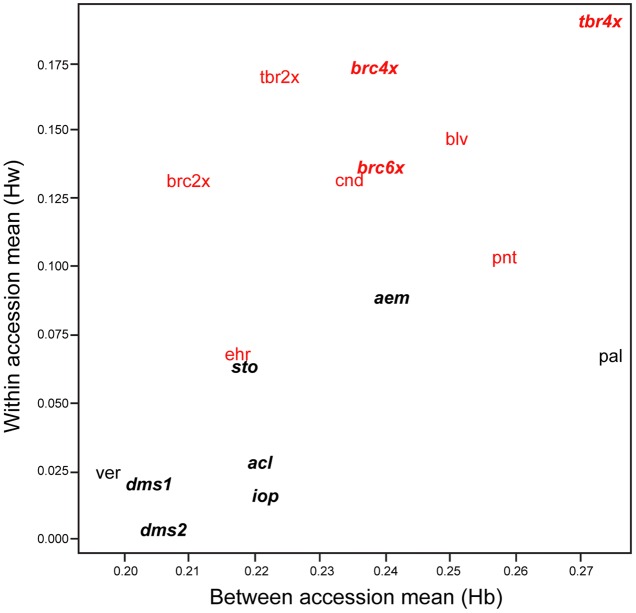 tbr4x
brc4x
tbr2x
blv
brc6x
brc2x
cnd
pnt
aem
ehr
pal
sto
acl
ver
dms1
iop
dms2
0.175
0.150
0.125
0.100
0.075
0.050
0.025
0.000
Within accession mean (Hw)
0.20 0.21 0.22 0.23 0.24 0.25 0.26 0.27
Between accession mean (Hb)